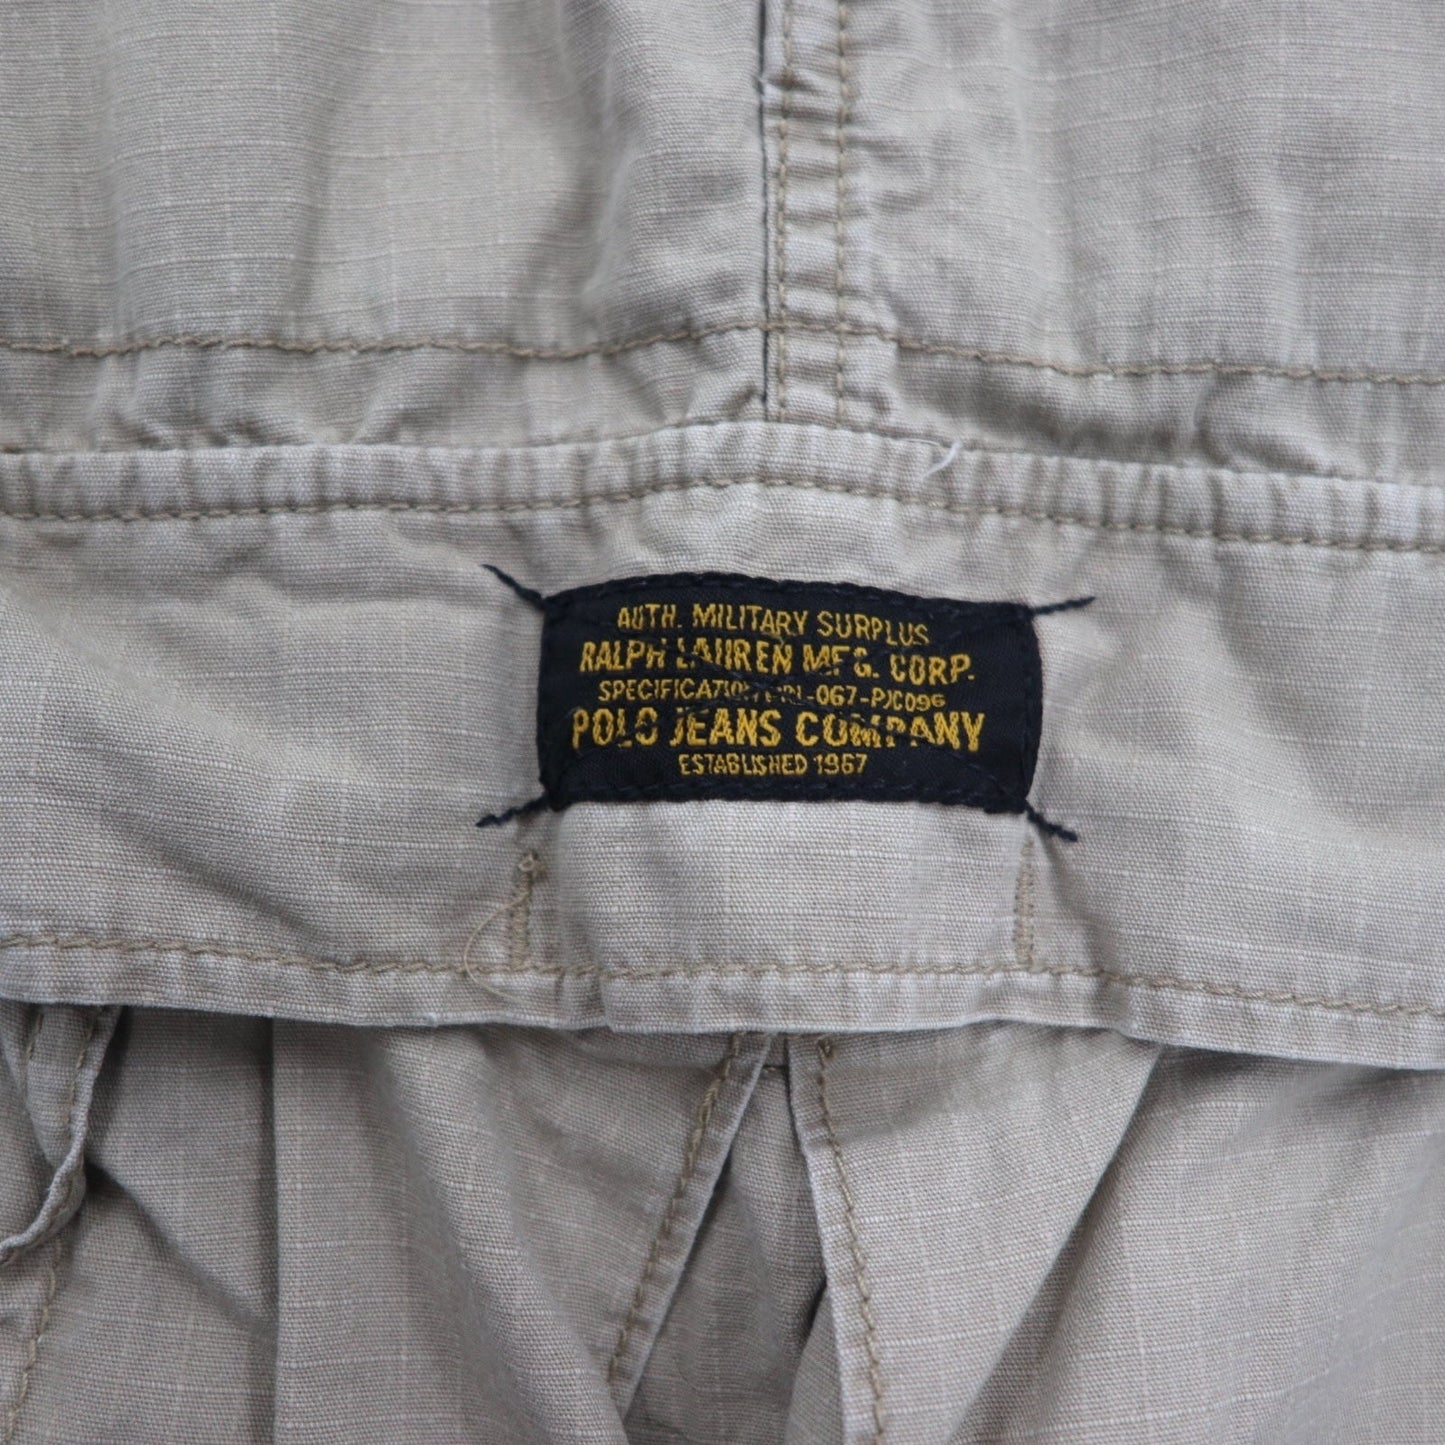 AUTH. MILITARY SURPLUS
RALPH LAUREN MFG. CORP.
SPECIFICATION -067-PJC096
POLO JEANS COMPANY
ESTABLISHED 1967